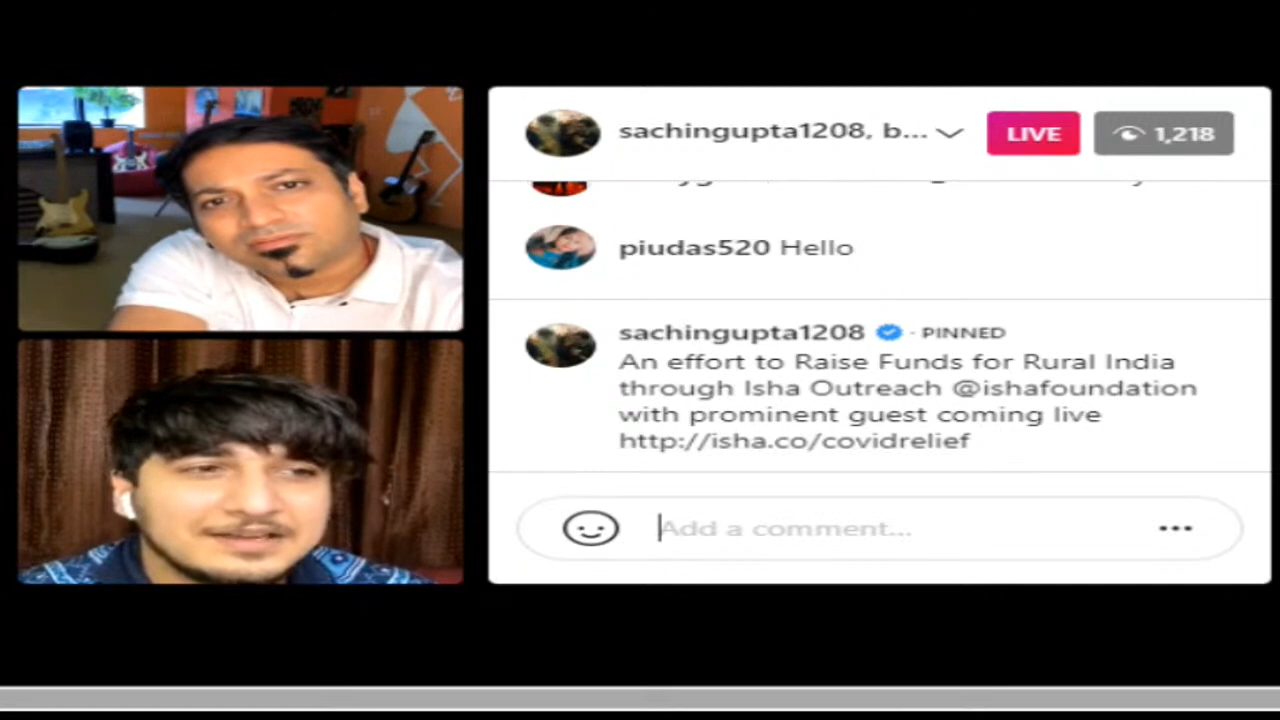 sachingupta1208, b...
LIVE
1,218
piudas520 Hello
sachingupta1208 · PINNED
An effort to Raise Funds for Rural India
through Isha Outreach @ishafoundation
with prominent guest coming live
http://isha.co/covidrelief
Add a comment...